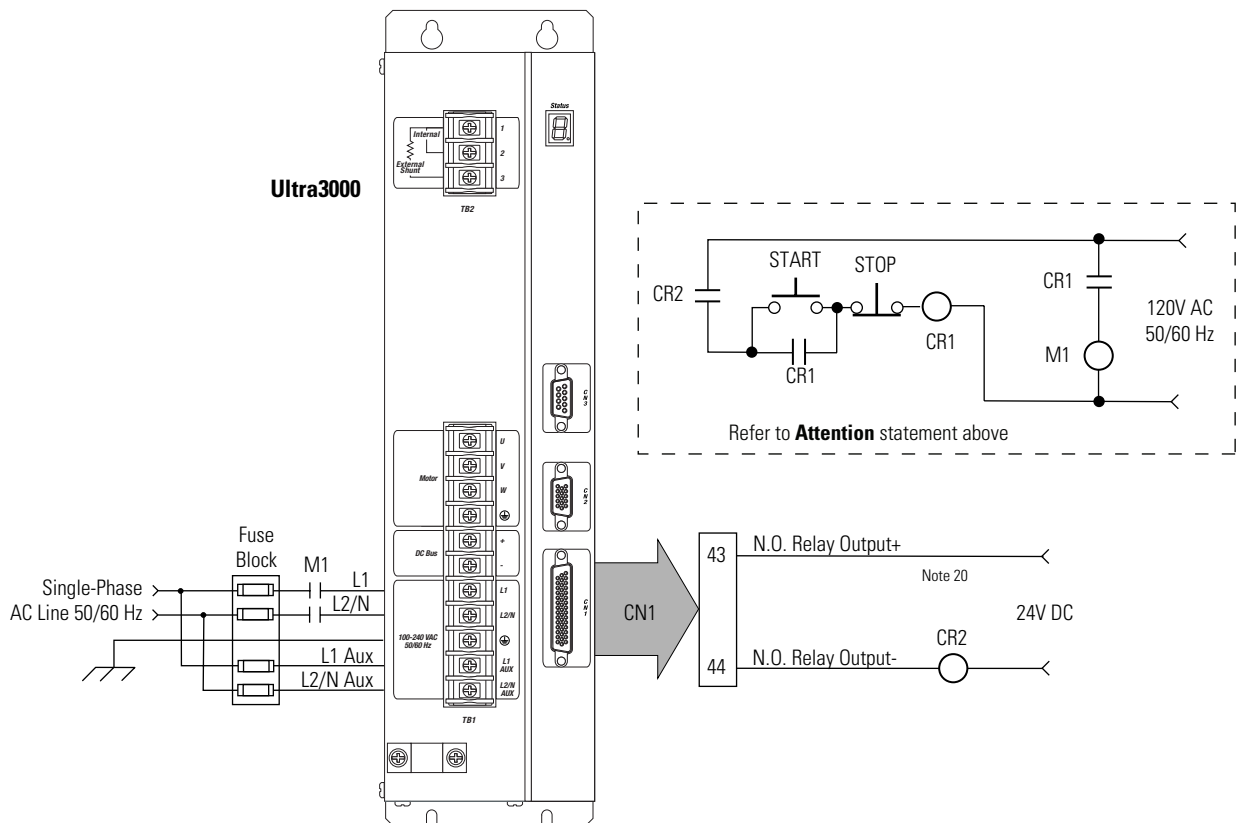 Status
Internal
1
2
External
Shunt
3
Ultra3000
TB2
START
STOP
CR2
CR1
120V AC
50/60 Hz
CR1
M1
CR1
Refer to Attention statement above
CN3
U
V
Motor
W
CN2
Fuse
Block
DC Bus
+
-
43
N.O. Relay Output+
Note 20
M1
L1
L1
Single-Phase
AC Line 50/60 Hz
L2/N
L2/N
CN1
CN1
24V DC
100-240 VAC
50/60 Hz
CR2
L1 Aux
L1
AUX
44
N.O. Relay Output-
L2/N Aux
L2/N
AUX
TB1